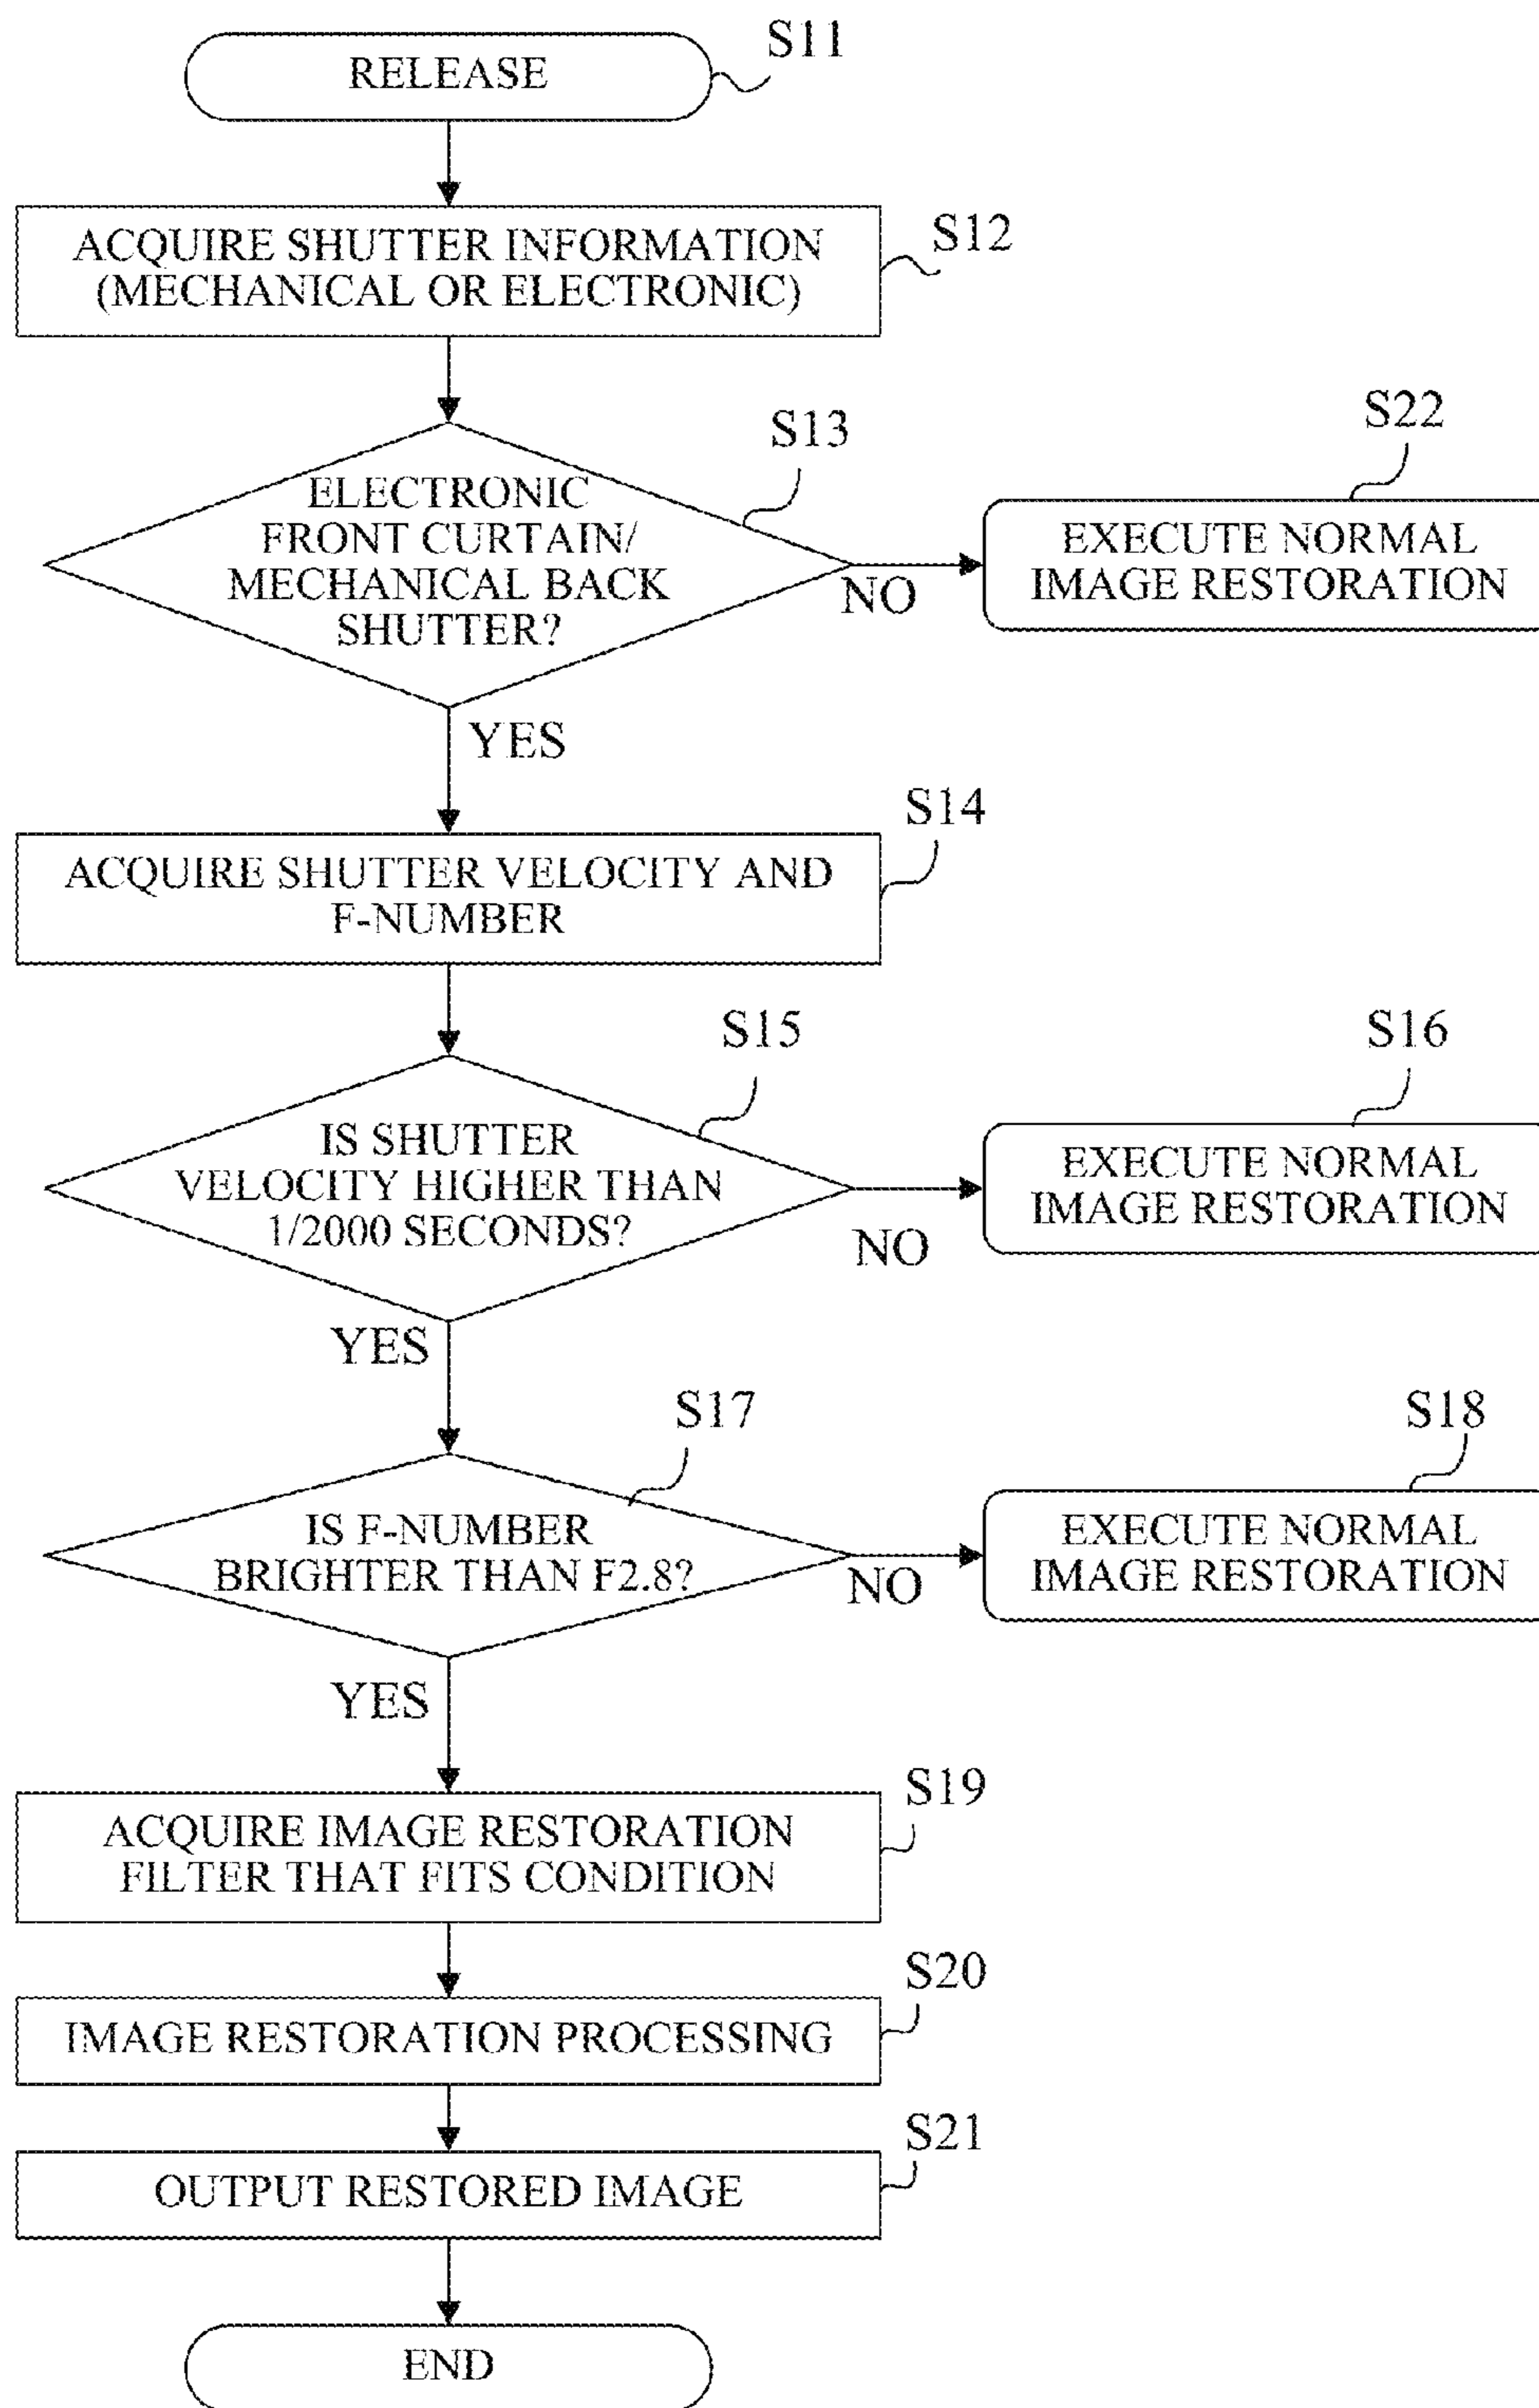 RELEASE
S11
ACQUIRE SHUTTER INFORMATION
(MECHANICAL OR ELECTRONIC)
S12
ELECTRONIC
FRONT CURTAIN/
MECHANICAL BACK
SHUTTER?
S13
NO
S22
EXECUTE NORMAL
IMAGE RESTORATION
YES
ACQUIRE SHUTTER VELOCITY AND
F-NUMBER
S14
IS SHUTTER
VELOCITY HIGHER THAN
1/2000 SECONDS?
S15
NO
S16
EXECUTE NORMAL
IMAGE RESTORATION
YES
IS F-NUMBER
BRIGHTER THAN F2.8?
S17
NO
S18
EXECUTE NORMAL
IMAGE RESTORATION
YES
ACQUIRE IMAGE RESTORATION
FILTER THAT FITS CONDITION
S19
IMAGE RESTORATION PROCESSING
S20
OUTPUT RESTORED IMAGE
S21
END